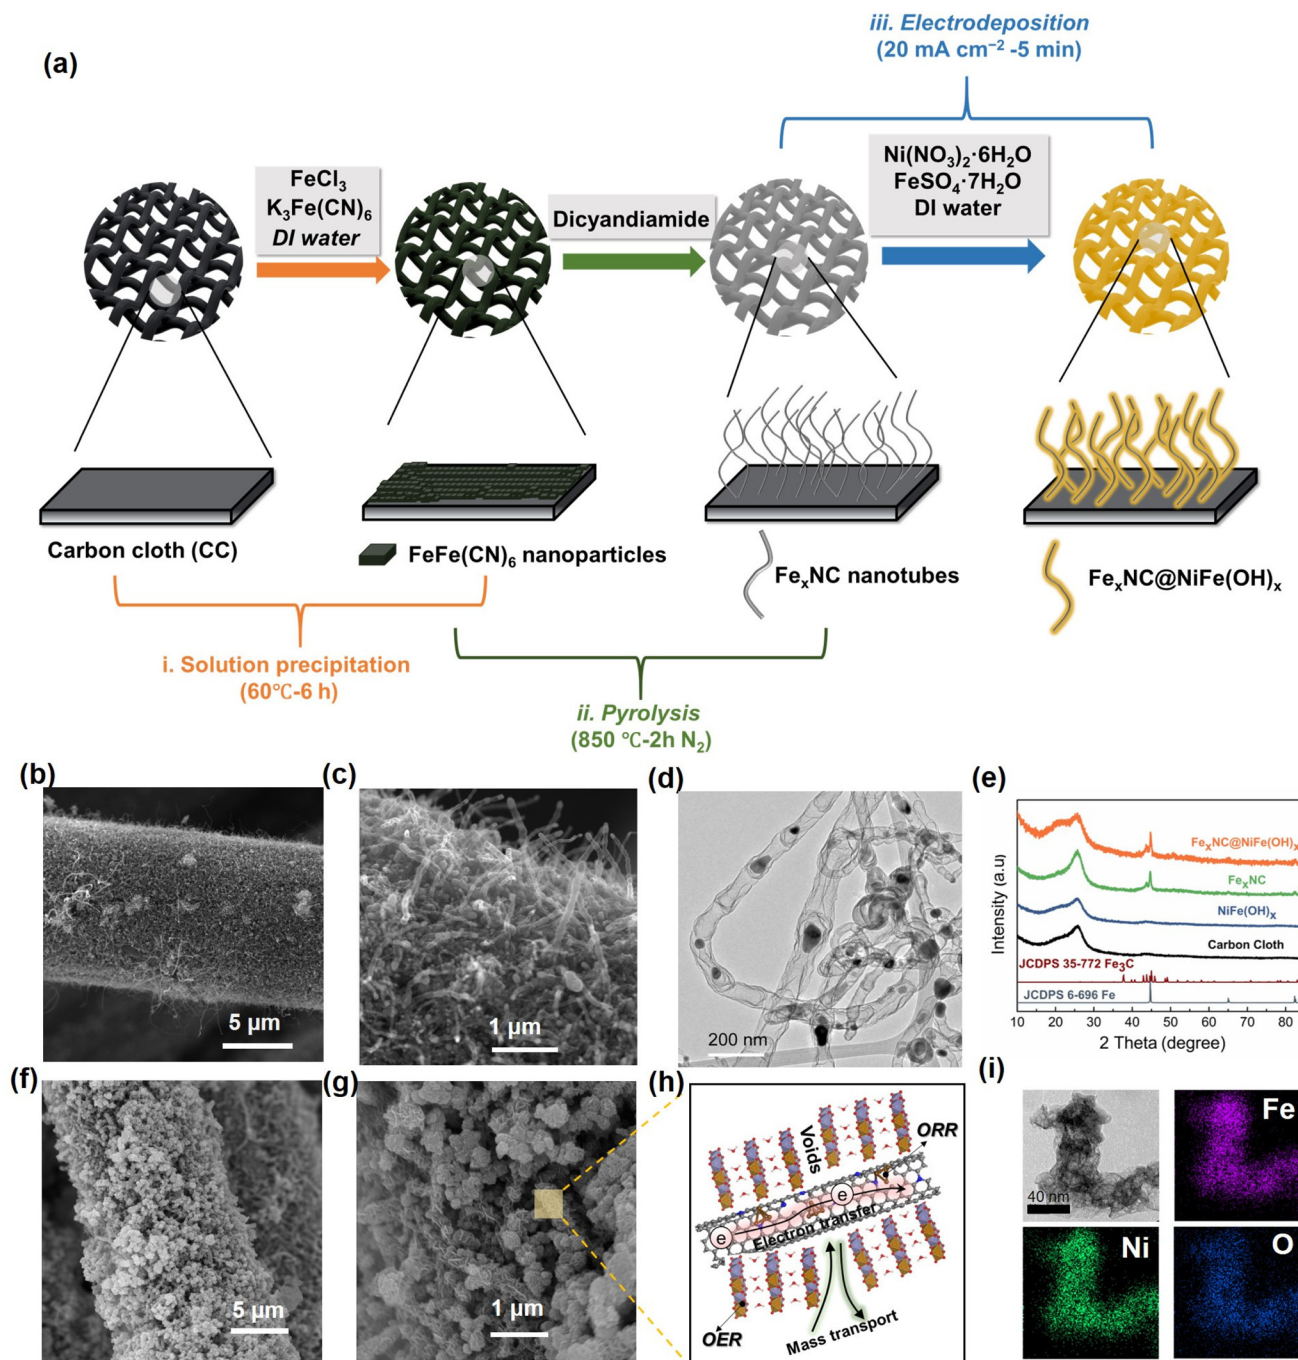 (a)
iii. Electrodeposition
(20 mA cm⁻² -5 min)
FeCl₃
K₃Fe(CN)₆
DI water
Dicyandiamide
Ni(NO₃)₂·6H₂O
FeSO₄·7H₂O
DI water
Carbon cloth (CC)
FeFe(CN)₆ nanoparticles
FeₓNC nanotubes
FeₓNC@NiFe(OH)ₓ
i. Solution precipitation
(60℃-6 h)
ii. Pyrolysis
(850 ℃-2h N₂)
(b)
5 µm
(c)
1 µm
(d)
200 nm
(e)
Intensity (a.u)
FeₓNC@NiFe(OH)ₓ
FeₓNC
NiFe(OH)ₓ
Carbon Cloth
JCDPS 35-772 Fe₃C
JCDPS 6-696 Fe
10 20 30 40 50 60 70 80
2 Theta (degree)
(f)
5 µm
(g)
1 µm
(h)
Voids
ORR
e
e
Electron transfer
OER
Mass transport
(i)
40 nm
Fe
Ni
O